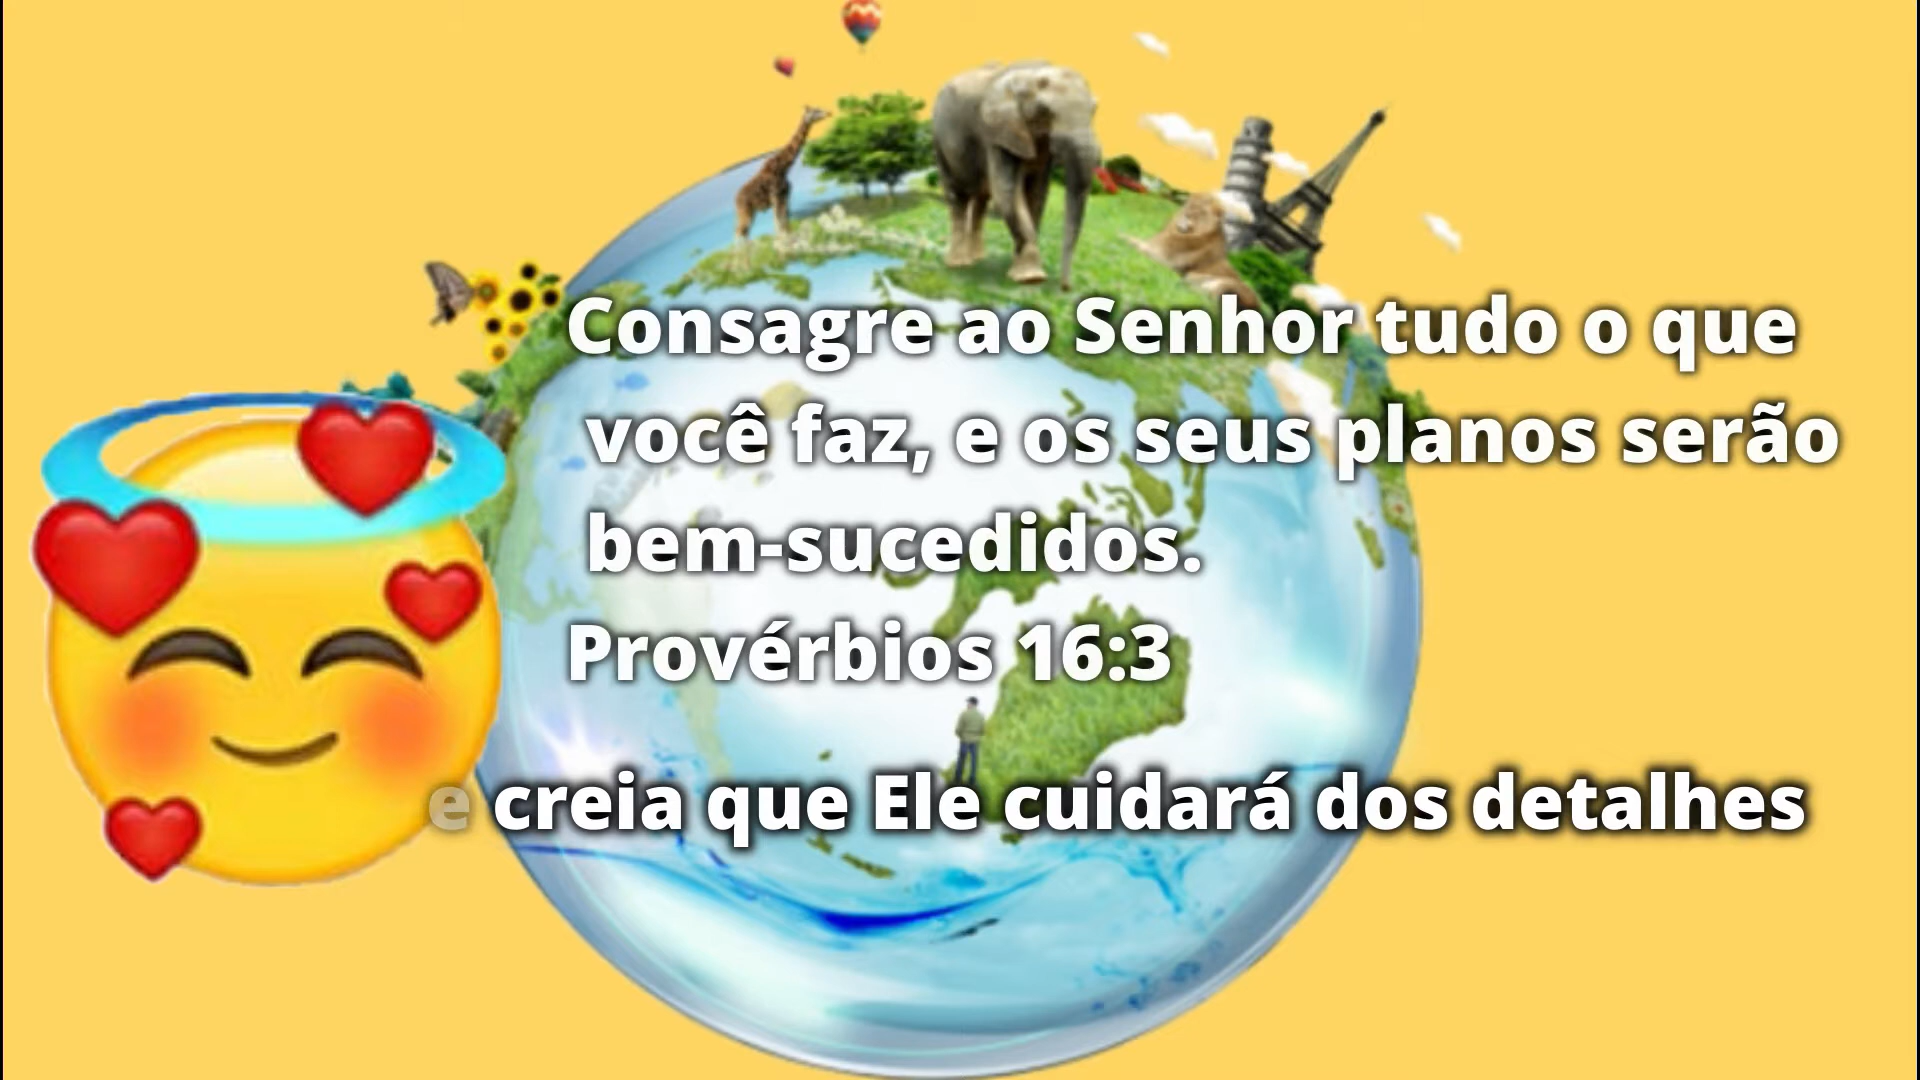 Consagre ao Senhor tudo o que
você faz, e os seus planos serão
bem-sucedidos.
Provérbios 16:3
e creia que Ele cuidará dos detalhes